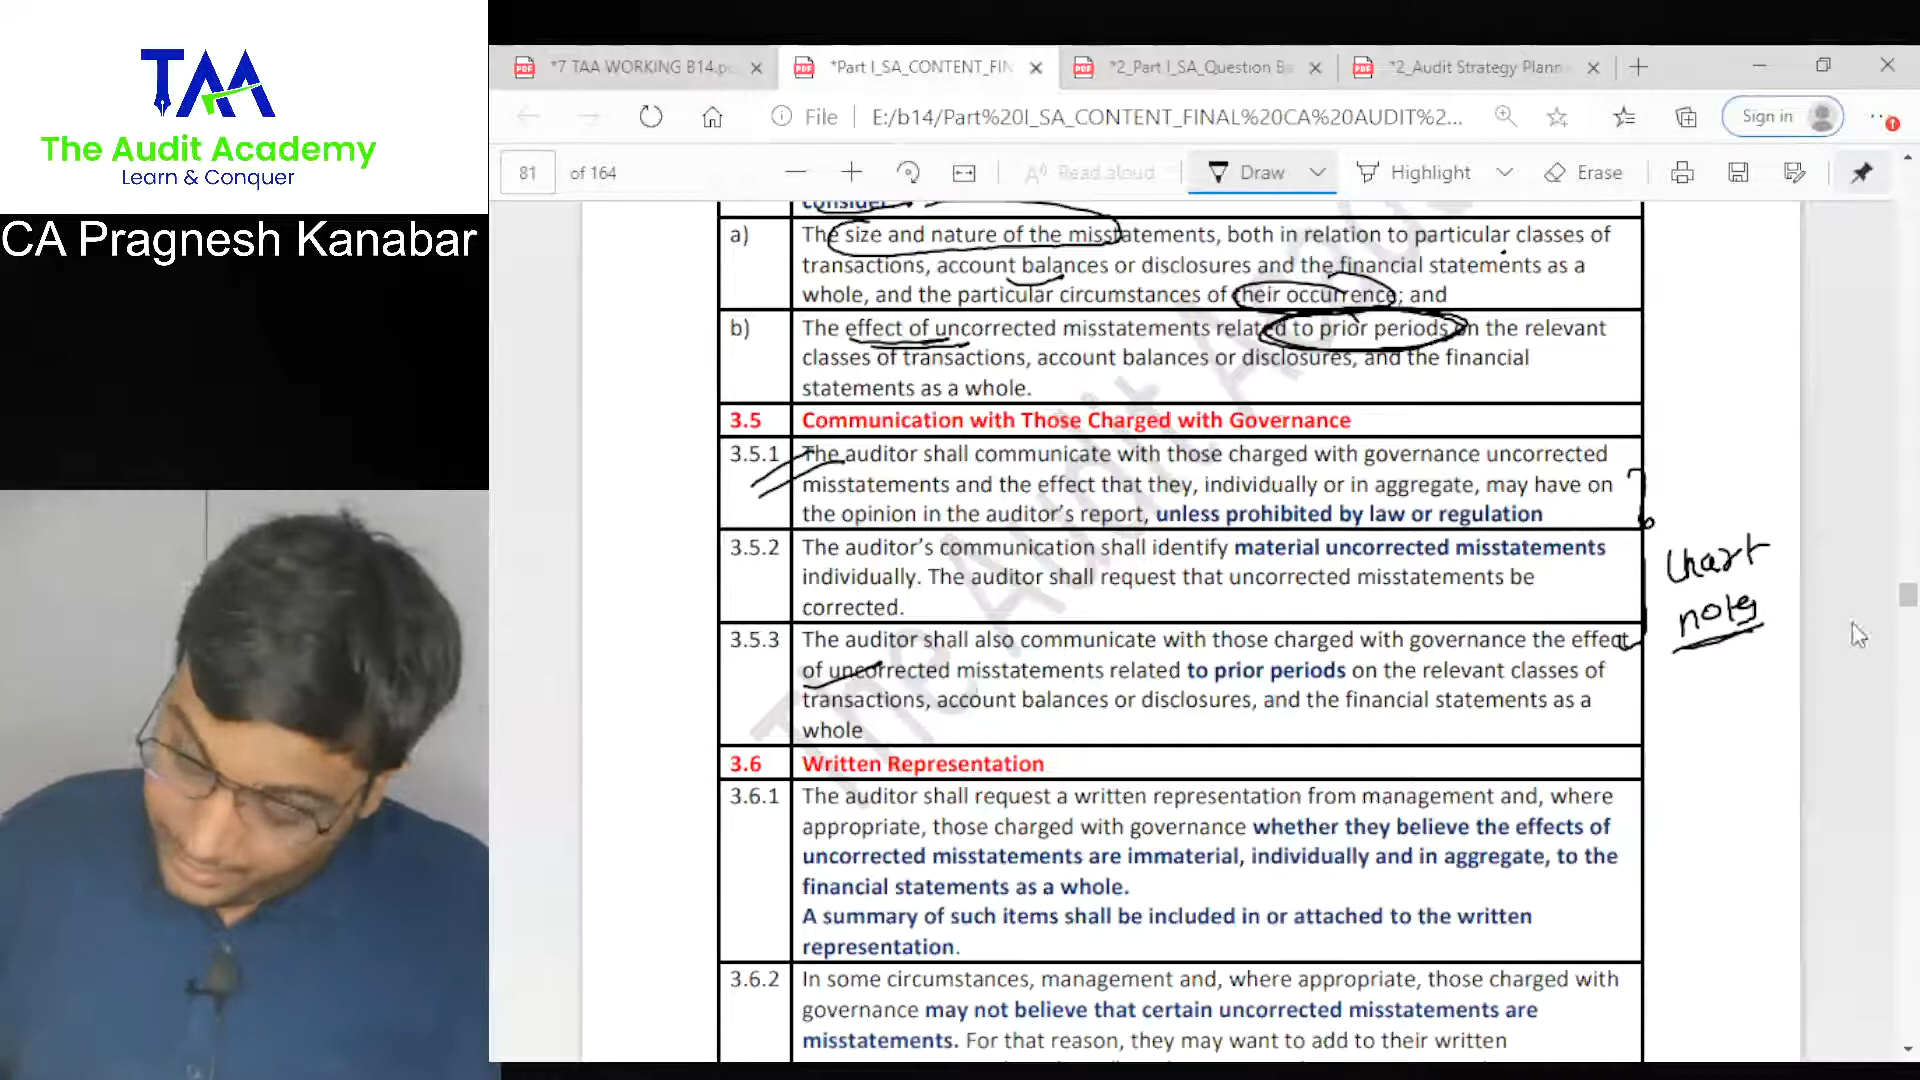 TAA
The Audit Academy
Learn & Conquer
CA Pragnesh Kanabar
*7 TAA WORKING B14.p
*Part I_SA_CONTENT_FIN
*2_Part I_SA_Question Ba
*2_Audit Strategy Plann
File
E:/b14/Part%20I_SA_CONTENT_FINAL%20CA%20AUDIT%2...
Sign in
81 of 164
Read aloud
Draw
Highlight
Erase
consider
a) The size and nature of the misstatements, both in relation to particular classes of
transactions, account balances or disclosures and the financial statements as a
whole, and the particular circumstances of their occurrence; and
b) The effect of uncorrected misstatements related to prior periods on the relevant
classes of transactions, account balances or disclosures, and the financial
statements as a whole.
3.5 Communication with Those Charged with Governance
3.5.1 The auditor shall communicate with those charged with governance uncorrected
misstatements and the effect that they, individually or in aggregate, may have on
the opinion in the auditor's report, unless prohibited by law or regulation
3.5.2 The auditor's communication shall identify material uncorrected misstatements
individually. The auditor shall request that uncorrected misstatements be
corrected.
3.5.3 The auditor shall also communicate with those charged with governance the effect
of uncorrected misstatements related to prior periods on the relevant classes of
transactions, account balances or disclosures, and the financial statements as a
whole
chart
notes
3.6 Written Representation
3.6.1 The auditor shall request a written representation from management and, where
appropriate, those charged with governance whether they believe the effects of
uncorrected misstatements are immaterial, individually and in aggregate, to the
financial statements as a whole.
A summary of such items shall be included in or attached to the written
representation.
3.6.2 In some circumstances, management and, where appropriate, those charged with
governance may not believe that certain uncorrected misstatements are
misstatements. For that reason, they may want to add to their written
The Audit Acad